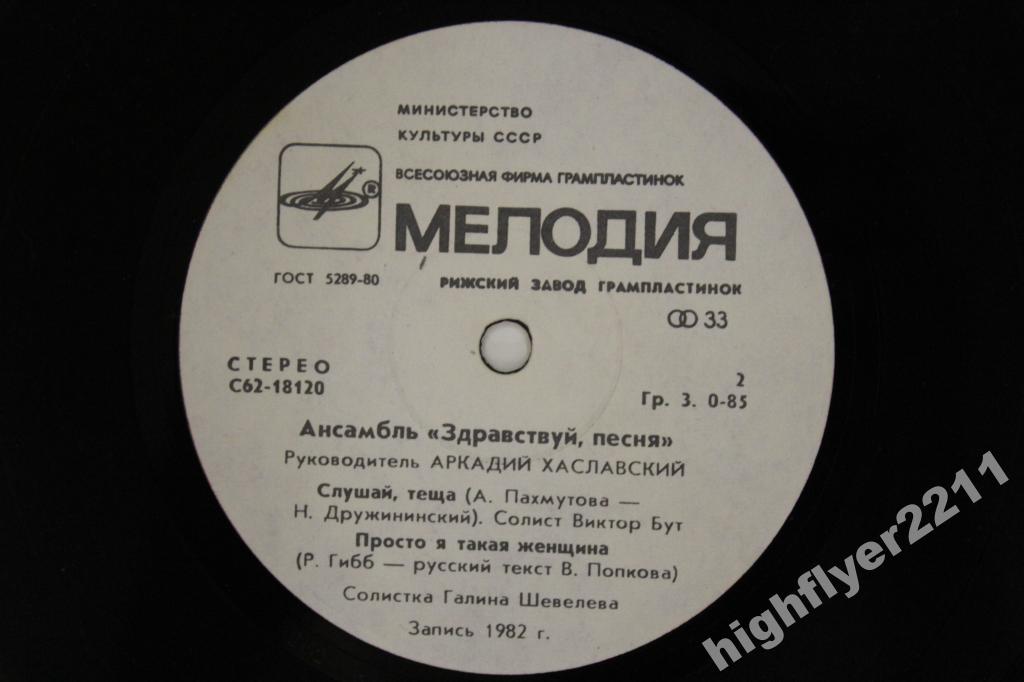 МИНИСТЕРСТВО
КУЛЬТУРЫ СССР
ВСЕСОЮЗНАЯ ФИРМА ГРАМПЛАСТИНОК
®
МЕЛОДИЯ
ГОСТ 5289-80
РИЖСКИЙ ЗАВОД ГРАМПЛАСТИНОК
33
СТЕРЕО
С62-18120
2
Гр. 3. 0-85
Ансамбль «Здравствуй, песня»
Руководитель АРКАДИЙ ХАСЛАВСКИЙ
Слушай, теща (А. Пахмутова —
Н. Дружининский). Солист Виктор Бут
Просто я такая женщина
(Р. Гибб — русский текст В. Попкова)
Солистка Галина Шевелева
Запись 1982 г.
highflyer2211